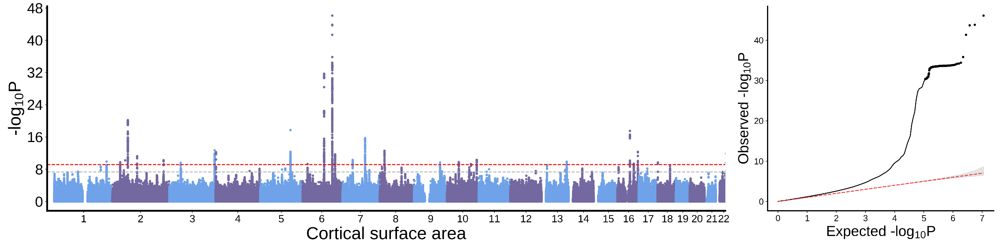 -log10P
48
40
32
24
16
8
0
1 2 3 4 5 6 7 8 9 10 11 12 13 14 15 16 17 18 19 20 21 22
Cortical surface area
Observed -log10P
40
30
20
10
0
0 1 2 3 4 5 6 7
Expected -log10P